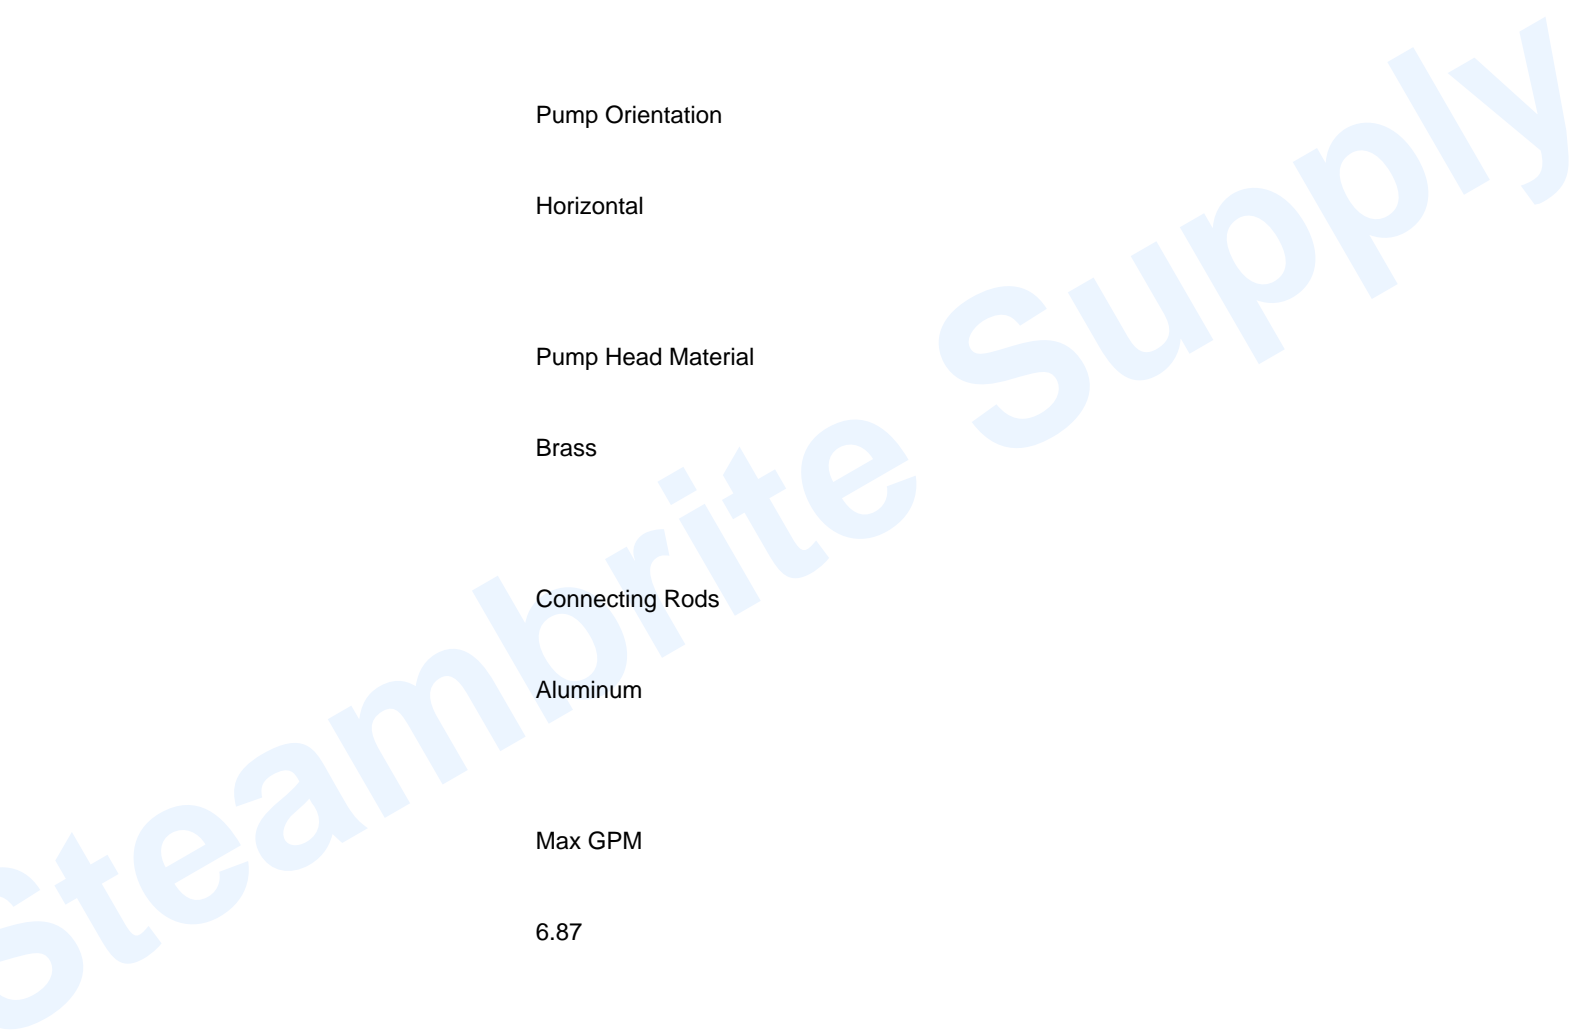 Pump Orientation
Horizontal
Pump Head Material
Brass
Connecting Rods
Aluminum
Max GPM
6.87
Steambrite Supply